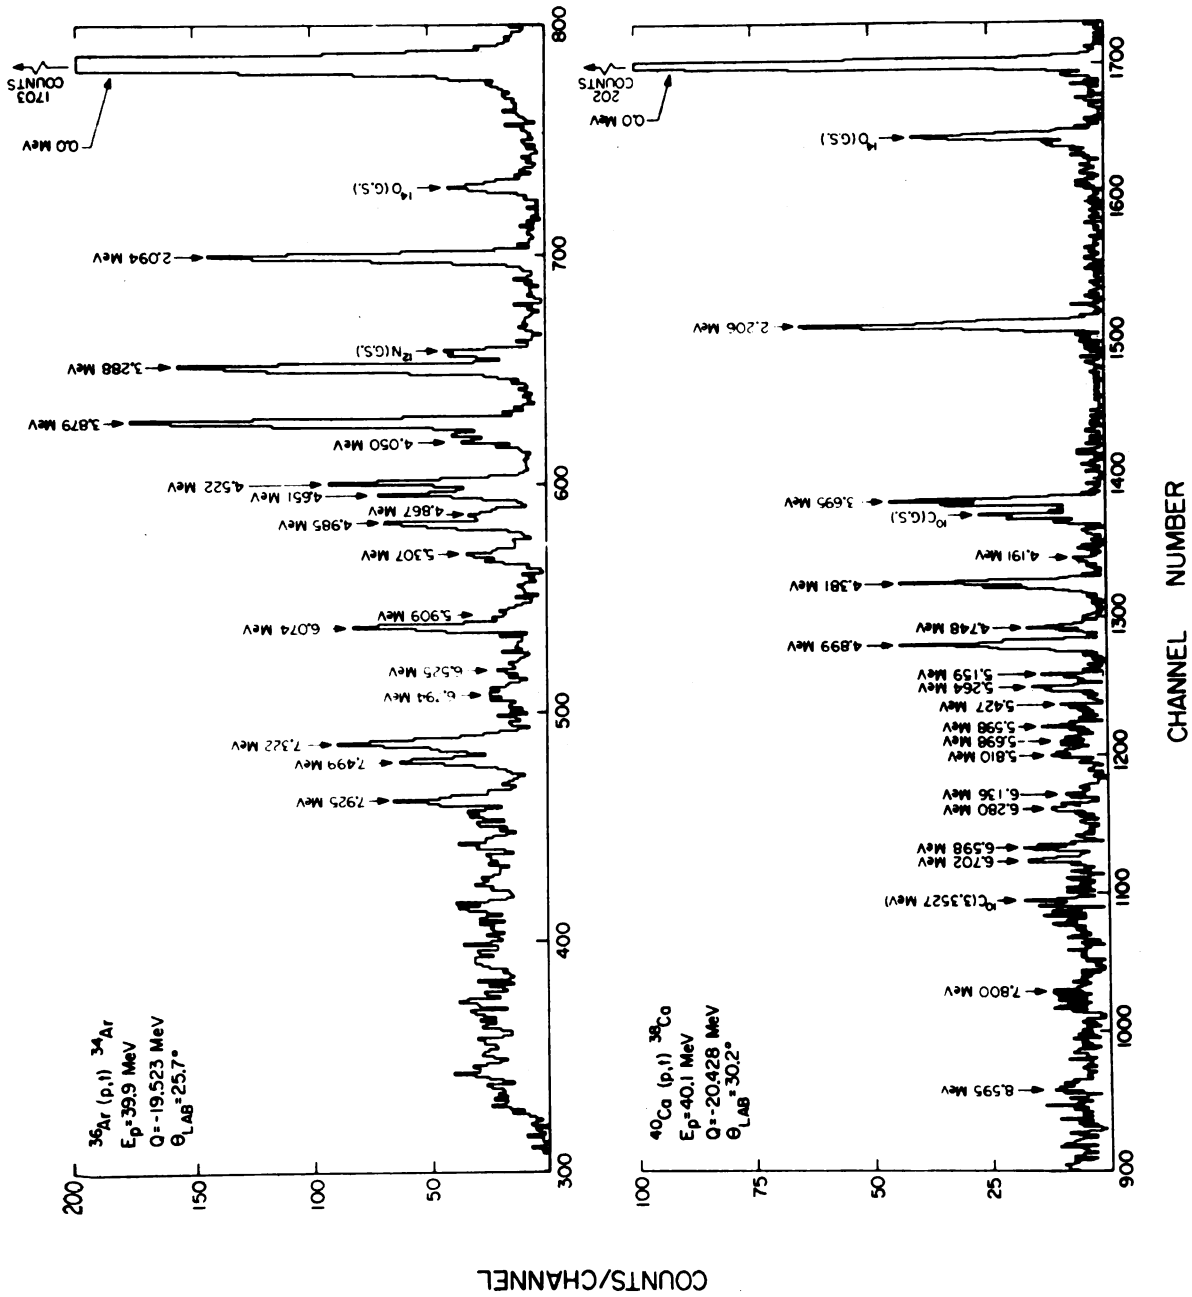 ³⁶Ar (p,t) ³⁴Ar
Eₚ=39.9 MeV
Q=-19.523 MeV
θ_LAB=25.7°
200
150
100
50
300
400
500
600
700
800
7.925 MeV
7.499 MeV
7.322 MeV
MeV
6.525 MeV
6.074 MeV
5.909 MeV
5.307 MeV
4.985 MeV
4.867 MeV
4.651 MeV
4.522 MeV
4.050 MeV
3.879 MeV
3.288 MeV
¹²N(G.S.)
2.094 MeV
¹⁴O(G.S.)
0.0 MeV
1703
COUNTS
⁴⁰Ca (p,t) ³⁸Ca
Eₚ=40.1 MeV
Q=-20.428 MeV
θ_LAB=30.2°
100
75
50
25
900
1000
1100
1200
1300
1400
1500
1600
1700
8.595 MeV
7.800 MeV
¹⁰C(3.3527 MeV)
6.702 MeV
6.598 MeV
6.280 MeV
6.136 MeV
5.810 MeV
5.698 MeV
5.598 MeV
5.427 MeV
5.264 MeV
5.159 MeV
4.899 MeV
4.748 MeV
4.381 MeV
4.191 MeV
¹⁰C(G.S.)
3.695 MeV
2.206 MeV
¹⁴O(G.S.)
0.0 MeV
202
COUNTS
CHANNEL NUMBER
COUNTS/CHANNEL